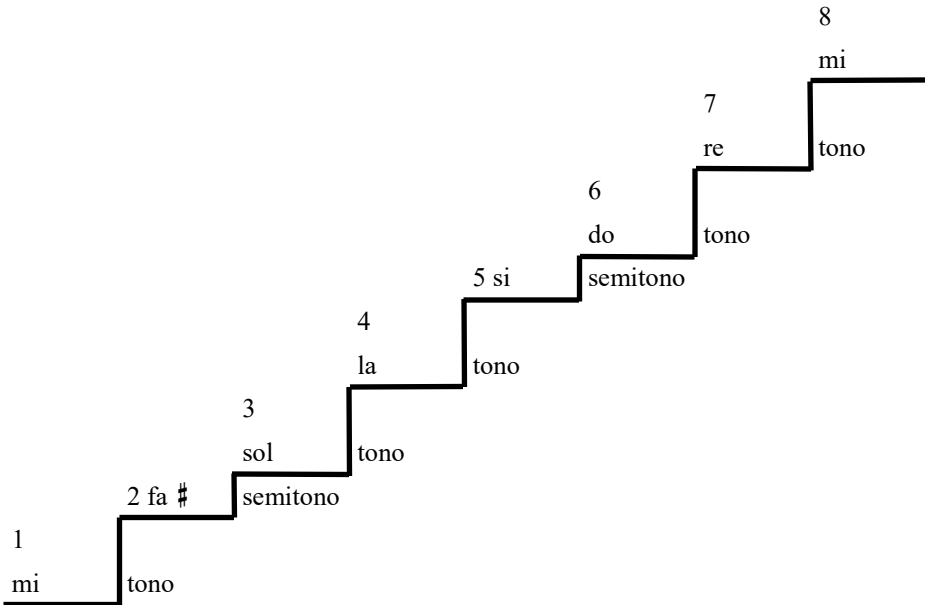 8
mi
7
re
tono
6
do
tono
5 si
semitono
4
la
tono
3
sol
tono
2 fa ♯
semitono
1
mi
tono